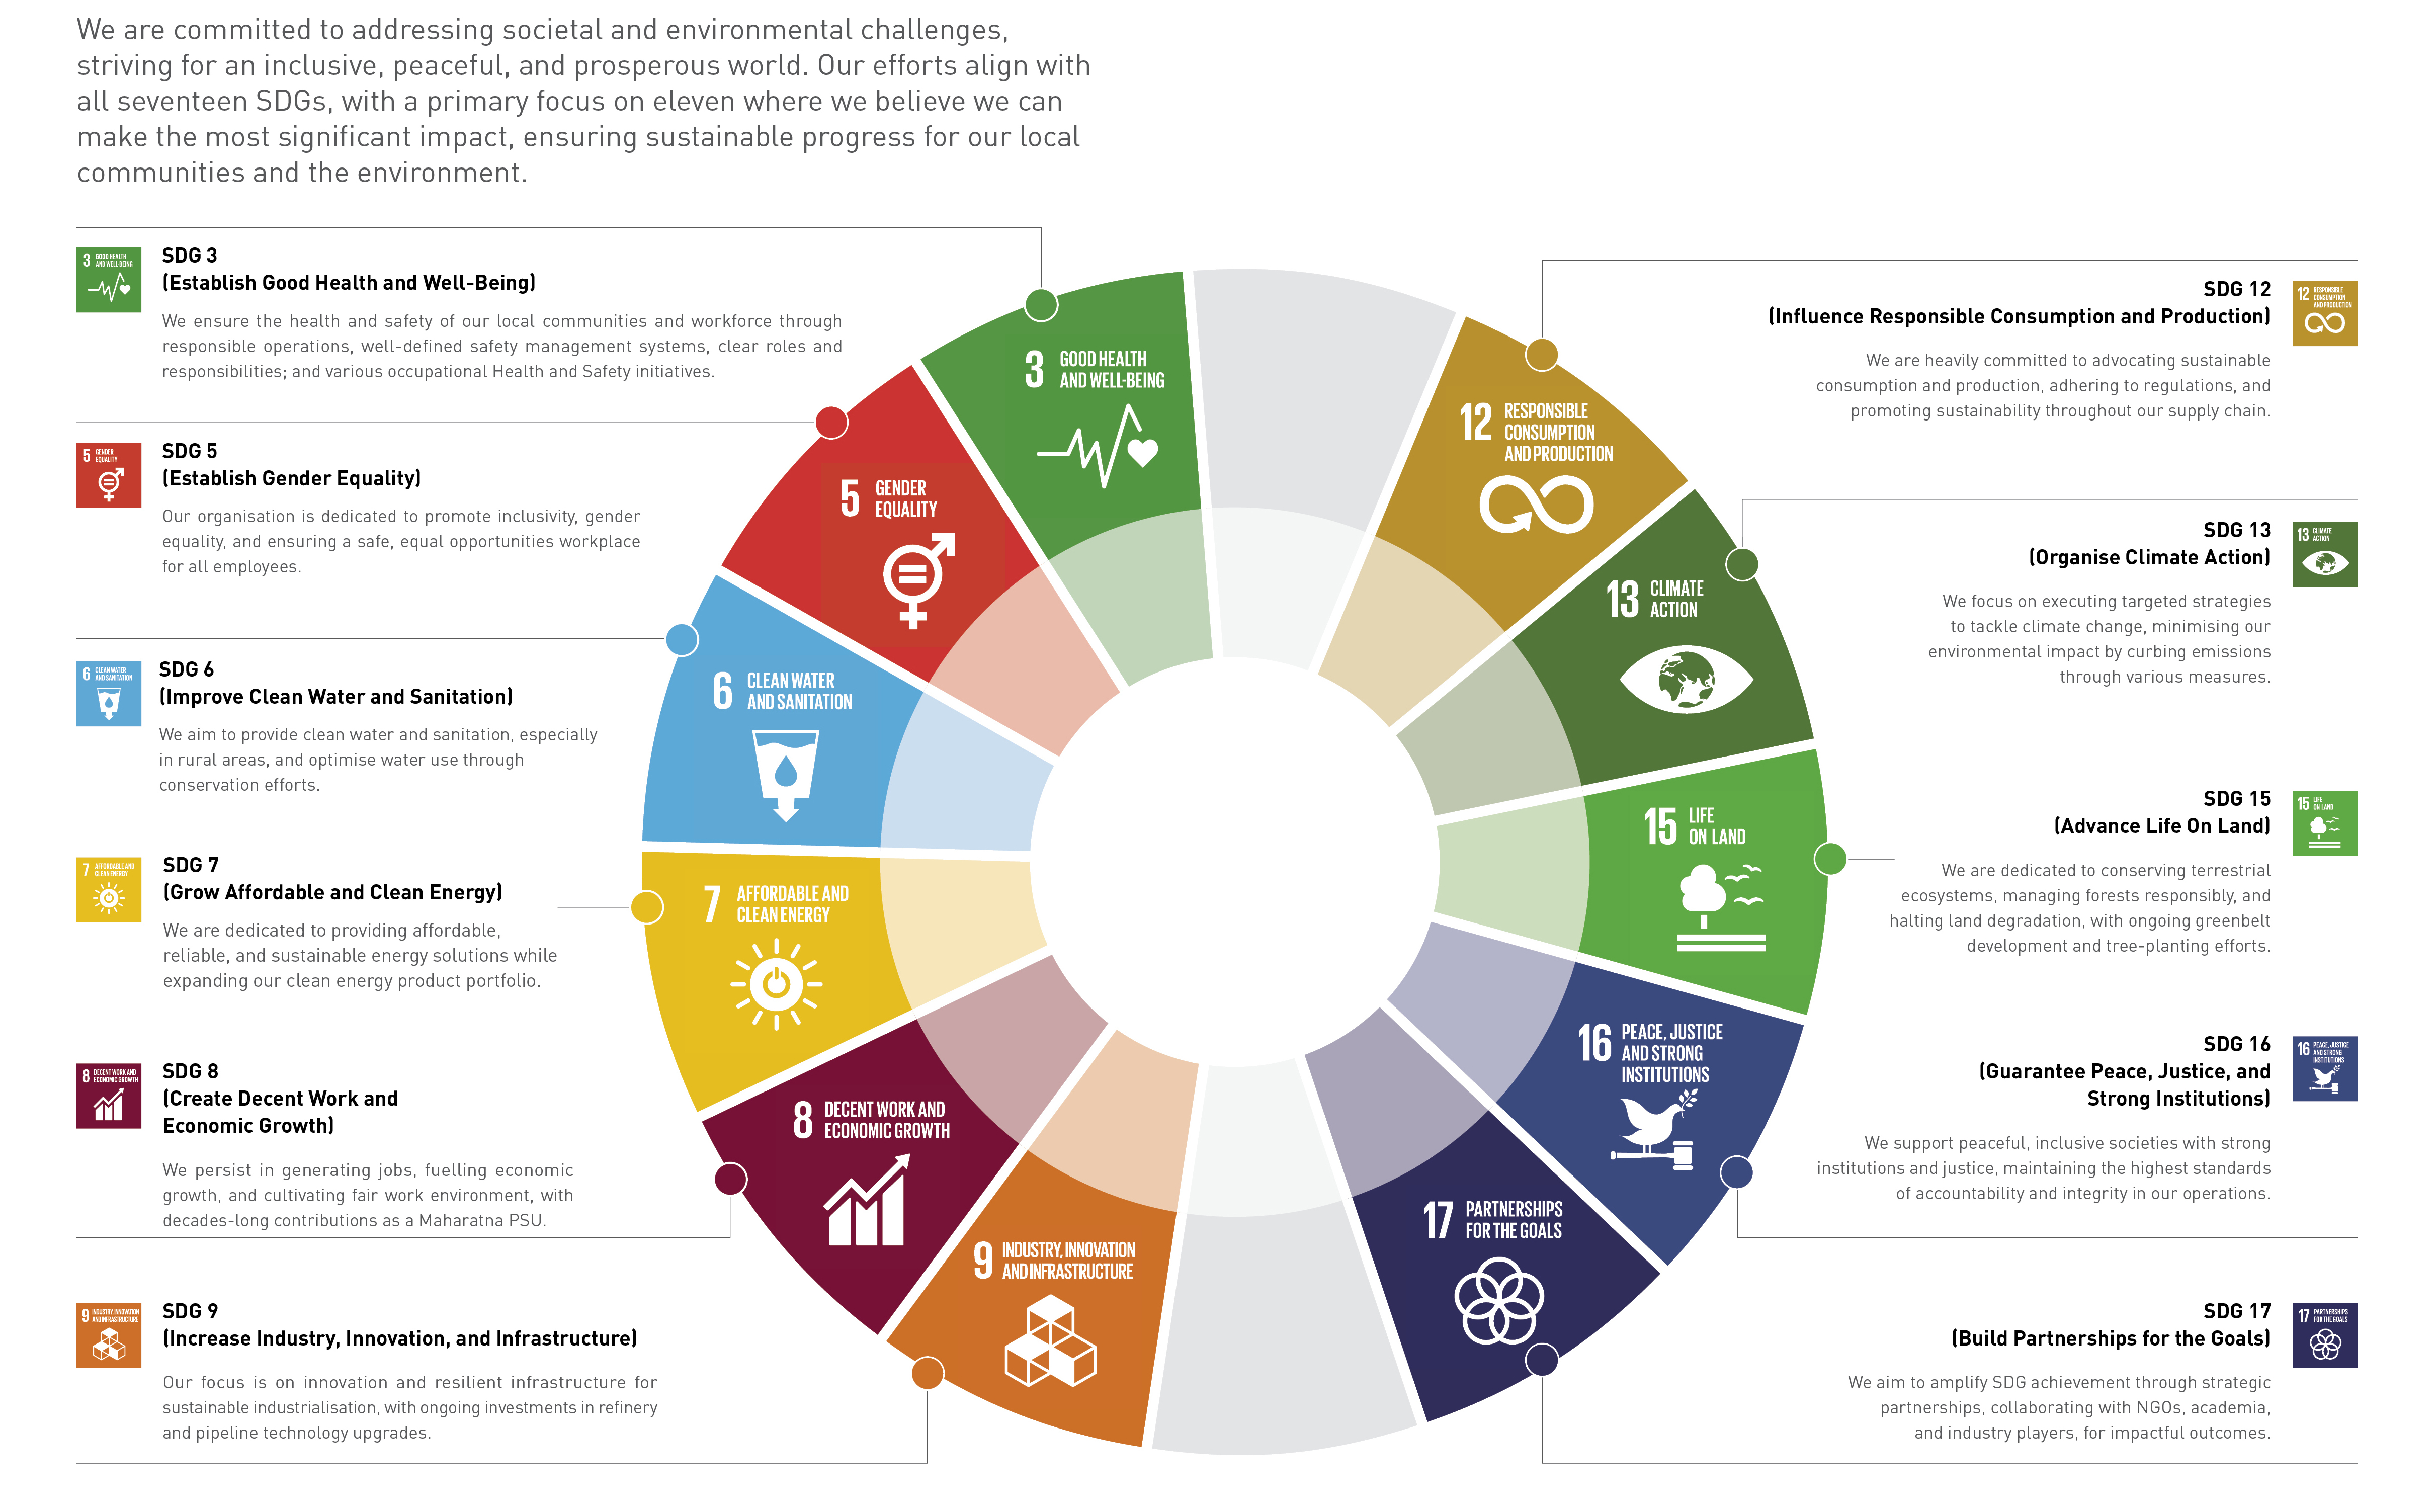 We are committed to addressing societal and environmental challenges,
striving for an inclusive, peaceful, and prosperous world. Our efforts align with
all seventeen SDGs, with a primary focus on eleven where we believe we can
make the most significant impact, ensuring sustainable progress for our local
communities and the environment.
3 GOOD HEALTH
AND WELL-BEING
SDG 3
(Establish Good Health and Well-Being)
We ensure the health and safety of our local communities and workforce through
responsible operations, well-defined safety management systems, clear roles and
responsibilities; and various occupational Health and Safety initiatives.
5 GENDER
EQUALITY
SDG 5
(Establish Gender Equality)
Our organisation is dedicated to promote inclusivity, gender
equality, and ensuring a safe, equal opportunities workplace
for all employees.
6 CLEAN WATER
AND SANITATION
SDG 6
(Improve Clean Water and Sanitation)
We aim to provide clean water and sanitation, especially
in rural areas, and optimise water use through
conservation efforts.
7 AFFORDABLE AND
CLEAN ENERGY
SDG 7
(Grow Affordable and Clean Energy)
We are dedicated to providing affordable,
reliable, and sustainable energy solutions while
expanding our clean energy product portfolio.
8 DECENT WORK AND
ECONOMIC GROWTH
SDG 8
(Create Decent Work and
Economic Growth)
We persist in generating jobs, fuelling economic
growth, and cultivating fair work environment, with
decades-long contributions as a Maharatna PSU.
9 INDUSTRY, INNOVATION
AND INFRASTRUCTURE
SDG 9
(Increase Industry, Innovation, and Infrastructure)
Our focus is on innovation and resilient infrastructure for
sustainable industrialisation, with ongoing investments in refinery
and pipeline technology upgrades.
3 GOOD HEALTH
AND WELL-BEING
5 GENDER
EQUALITY
6 CLEAN WATER
AND SANITATION
7 AFFORDABLE AND
CLEAN ENERGY
8 DECENT WORK AND
ECONOMIC GROWTH
9 INDUSTRY, INNOVATION
AND INFRASTRUCTURE
12 RESPONSIBLE
CONSUMPTION
AND PRODUCTION
13 CLIMATE
ACTION
15 LIFE
ON LAND
16 PEACE, JUSTICE
AND STRONG
INSTITUTIONS
17 PARTNERSHIPS
FOR THE GOALS
SDG 12
(Influence Responsible Consumption and Production)
We are heavily committed to advocating sustainable
consumption and production, adhering to regulations, and
promoting sustainability throughout our supply chain.
12 RESPONSIBLE
CONSUMPTION
AND PRODUCTION
SDG 13
(Organise Climate Action)
We focus on executing targeted strategies
to tackle climate change, minimising our
environmental impact by curbing emissions
through various measures.
13 CLIMATE
ACTION
SDG 15
(Advance Life On Land)
We are dedicated to conserving terrestrial
ecosystems, managing forests responsibly, and
halting land degradation, with ongoing greenbelt
development and tree-planting efforts.
15 LIFE
ON LAND
SDG 16
(Guarantee Peace, Justice, and
Strong Institutions)
We support peaceful, inclusive societies with strong
institutions and justice, maintaining the highest standards
of accountability and integrity in our operations.
16 PEACE, JUSTICE
AND STRONG
INSTITUTIONS
SDG 17
(Build Partnerships for the Goals)
We aim to amplify SDG achievement through strategic
partnerships, collaborating with NGOs, academia,
and industry players, for impactful outcomes.
17 PARTNERSHIPS
FOR THE GOALS